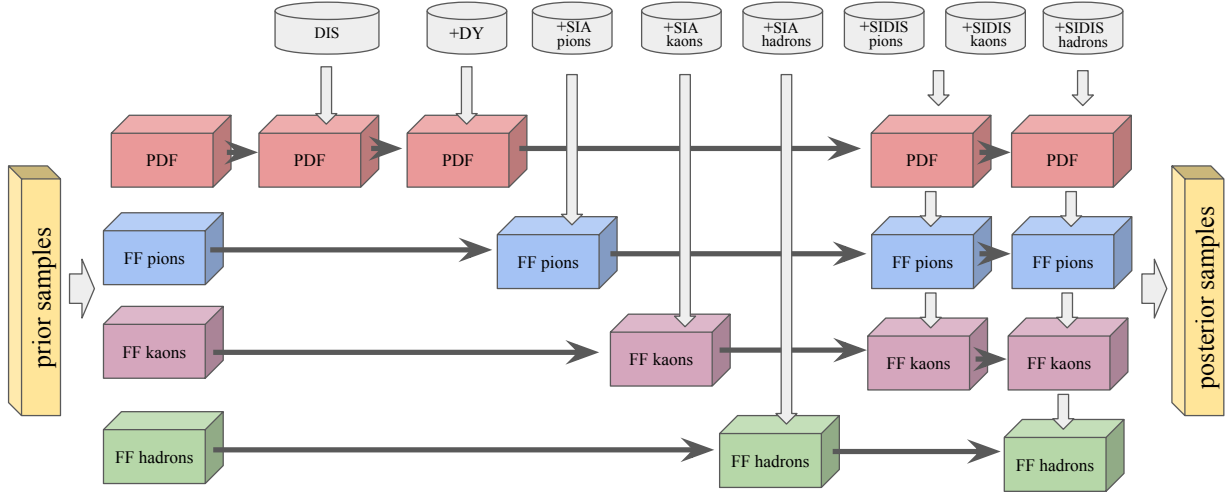 DIS
+DY
+SIA
pions
+SIA
kaons
+SIA
hadrons
+SIDIS
pions
+SIDIS
kaons
+SIDIS
hadrons
prior samples
PDF
PDF
PDF
PDF
PDF
FF pions
FF pions
FF pions
FF pions
FF kaons
FF kaons
FF kaons
FF kaons
FF hadrons
FF hadrons
FF hadrons
posterior samples